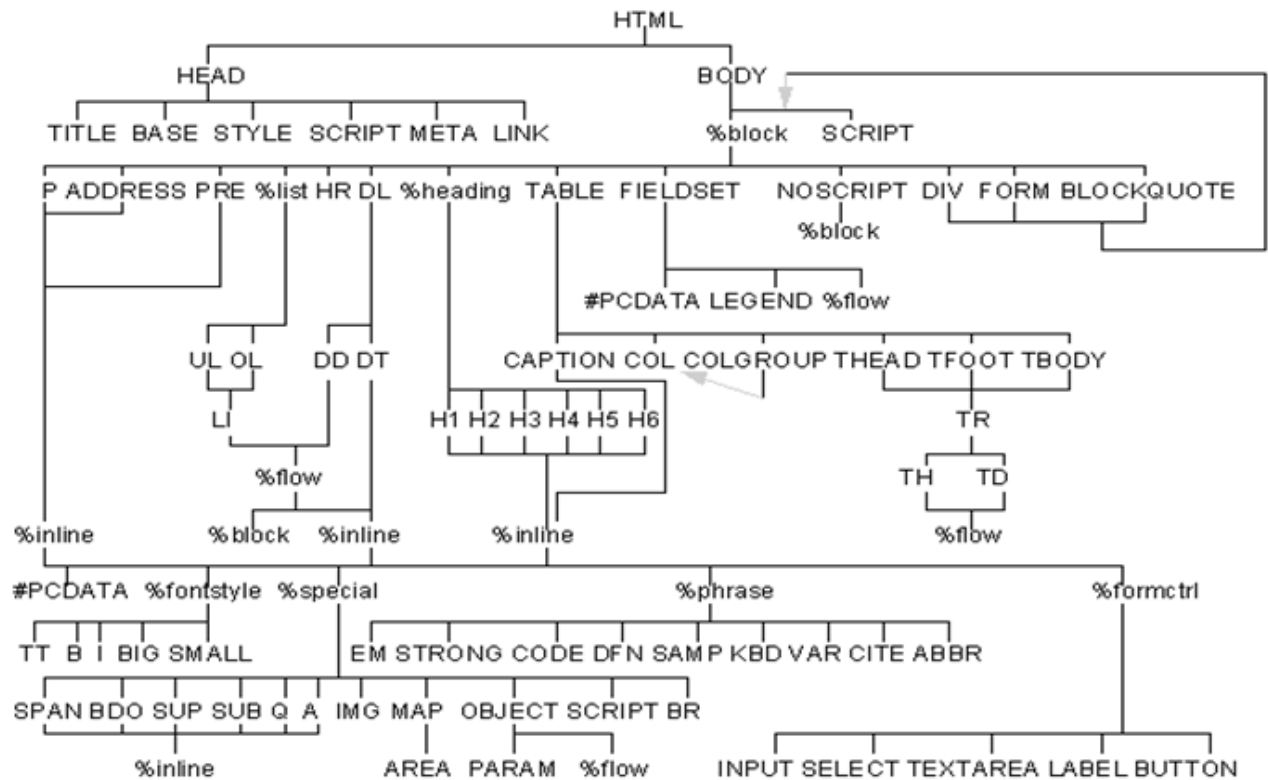 HTML
HEAD BODY
TITLE BASE STYLE SCRIPT META LINK %block SCRIPT
P ADDRESS PRE %list HR DL %heading TABLE FIELDSET NOSCRIPT DIV FORM BLOCKQUOTE
%block
#PCDATA LEGEND %flow
UL OL DD DT CAPTION COL COLGROUP THEAD TFOOT TBODY
LI H1 H2 H3 H4 H5 H6 TR
%flow TH TD
%inline %block %inline %inline %flow
#PCDATA %fontstyle %special %phrase %formctrl
TT B I BIG SMALL EM STRONG CODE DFN SAMP KBD VAR CITE ABBR
SPAN BDO SUP SUB Q A IMG MAP OBJECT SCRIPT BR
%inline AREA PARAM %flow INPUT SELECT TEXTAREA LABEL BUTTON